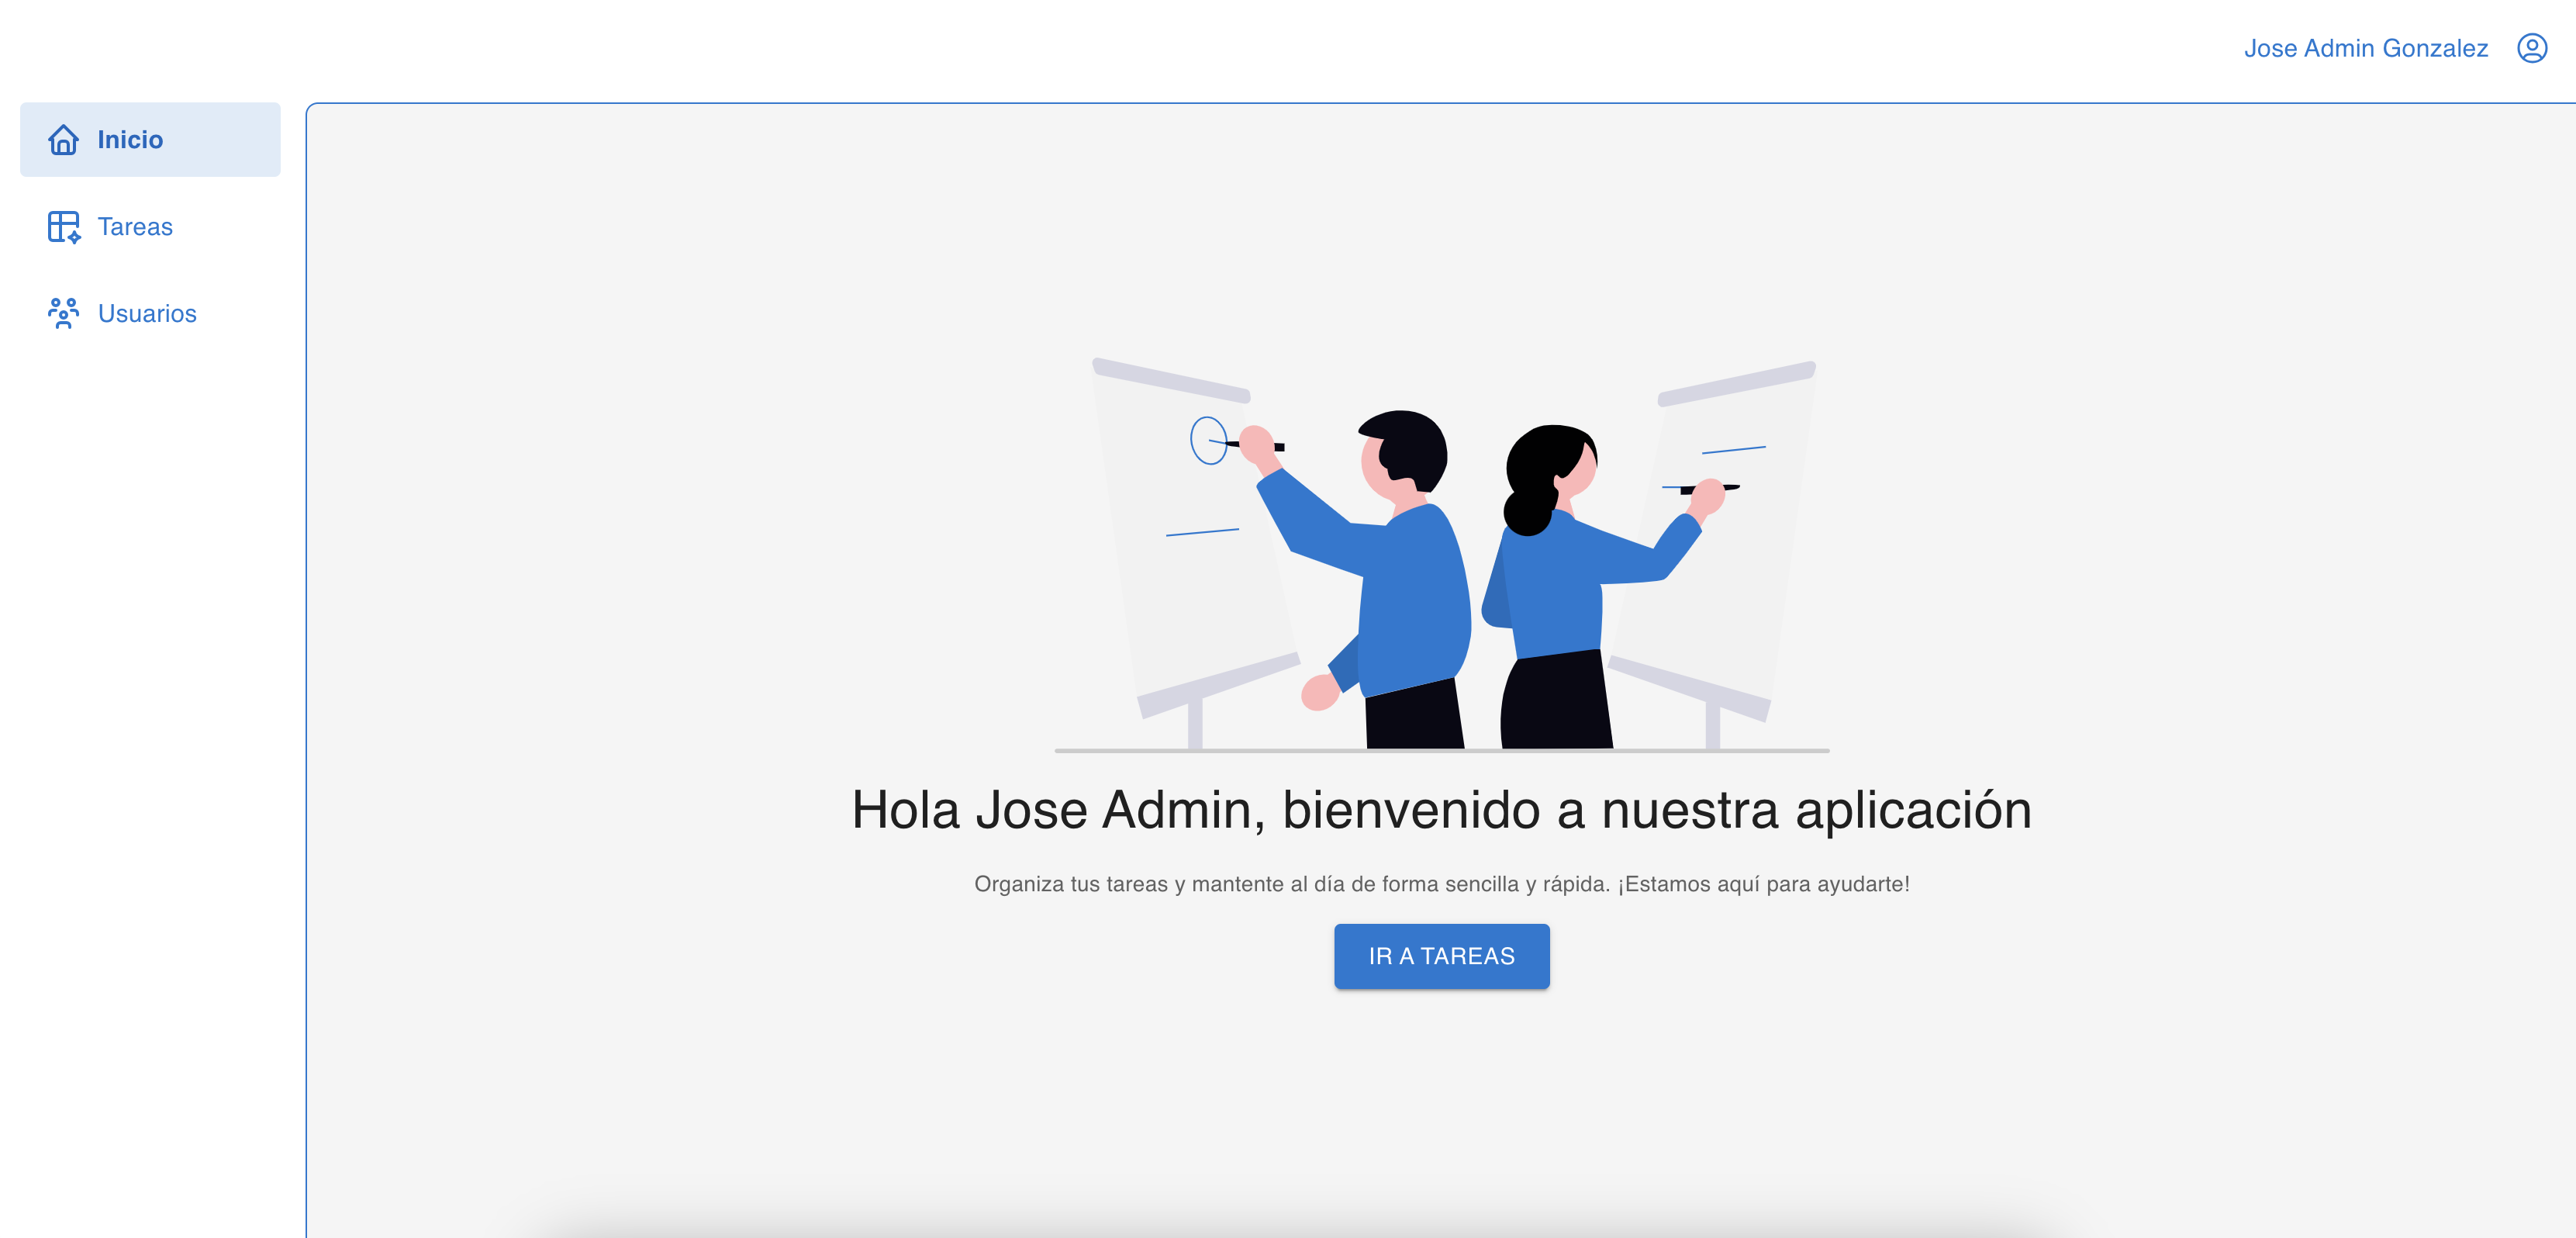 Jose Admin Gonzalez
Inicio
Tareas
Usuarios
Hola Jose Admin, bienvenido a nuestra aplicación
Organiza tus tareas y mantente al día de forma sencilla y rápida. ¡Estamos aquí para ayudarte!
IR A TAREAS